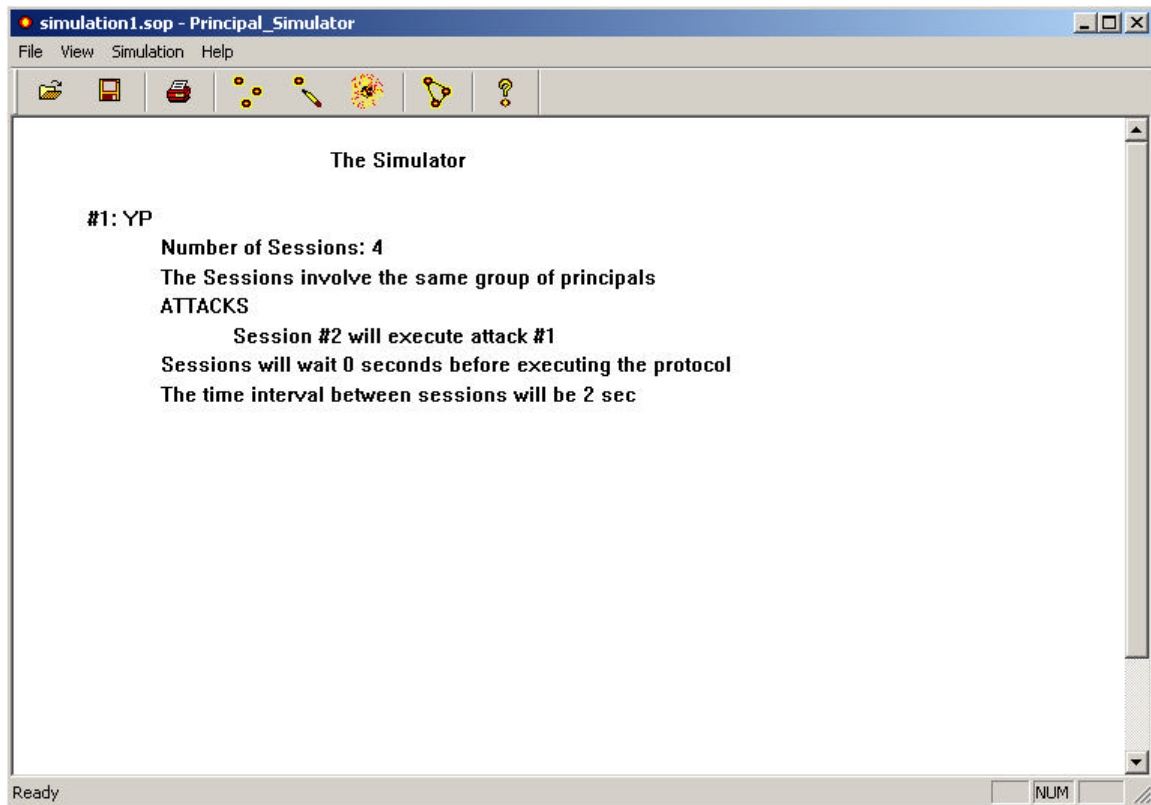 simulation1.sop - Principal_Simulator
File View Simulation Help
The Simulator
#1: YP
Number of Sessions: 4
The Sessions involve the same group of principals
ATTACKS
Session #2 will execute attack #1
Sessions will wait 0 seconds before executing the protocol
The time interval between sessions will be 2 sec
Ready
NUM